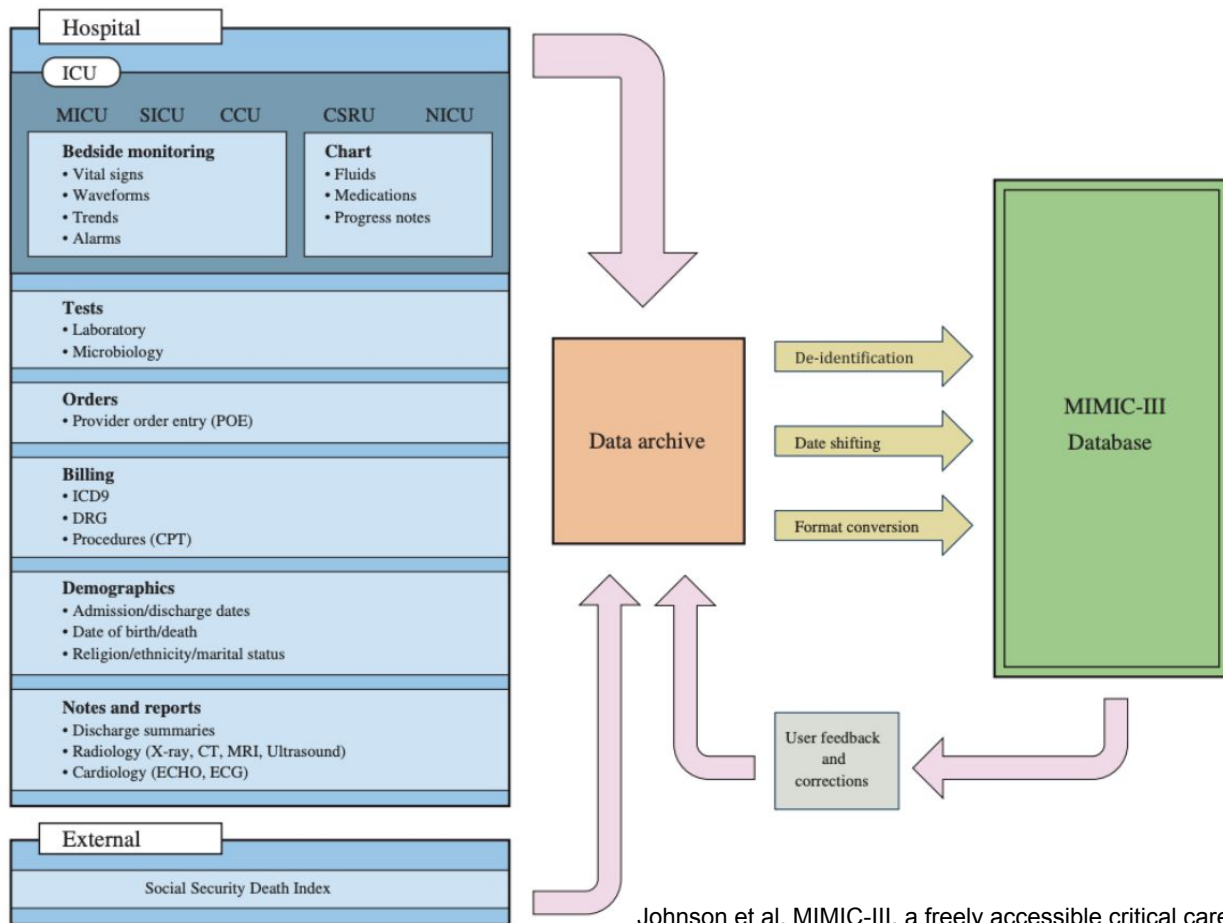 Hospital
ICU
MICU SICU CCU CSRU NICU
Bedside monitoring
• Vital signs
• Waveforms
• Trends
• Alarms
Chart
• Fluids
• Medications
• Progress notes
Tests
• Laboratory
• Microbiology
Orders
• Provider order entry (POE)
Billing
• ICD9
• DRG
• Procedures (CPT)
Demographics
• Admission/discharge dates
• Date of birth/death
• Religion/ethnicity/marital status
Notes and reports
• Discharge summaries
• Radiology (X-ray, CT, MRI, Ultrasound)
• Cardiology (ECHO, ECG)
External
Social Security Death Index
Data archive
De-identification
Date shifting
Format conversion
MIMIC-III
Database
User feedback
and
corrections
Johnson et al. MIMIC-III, a freely accessible critical care